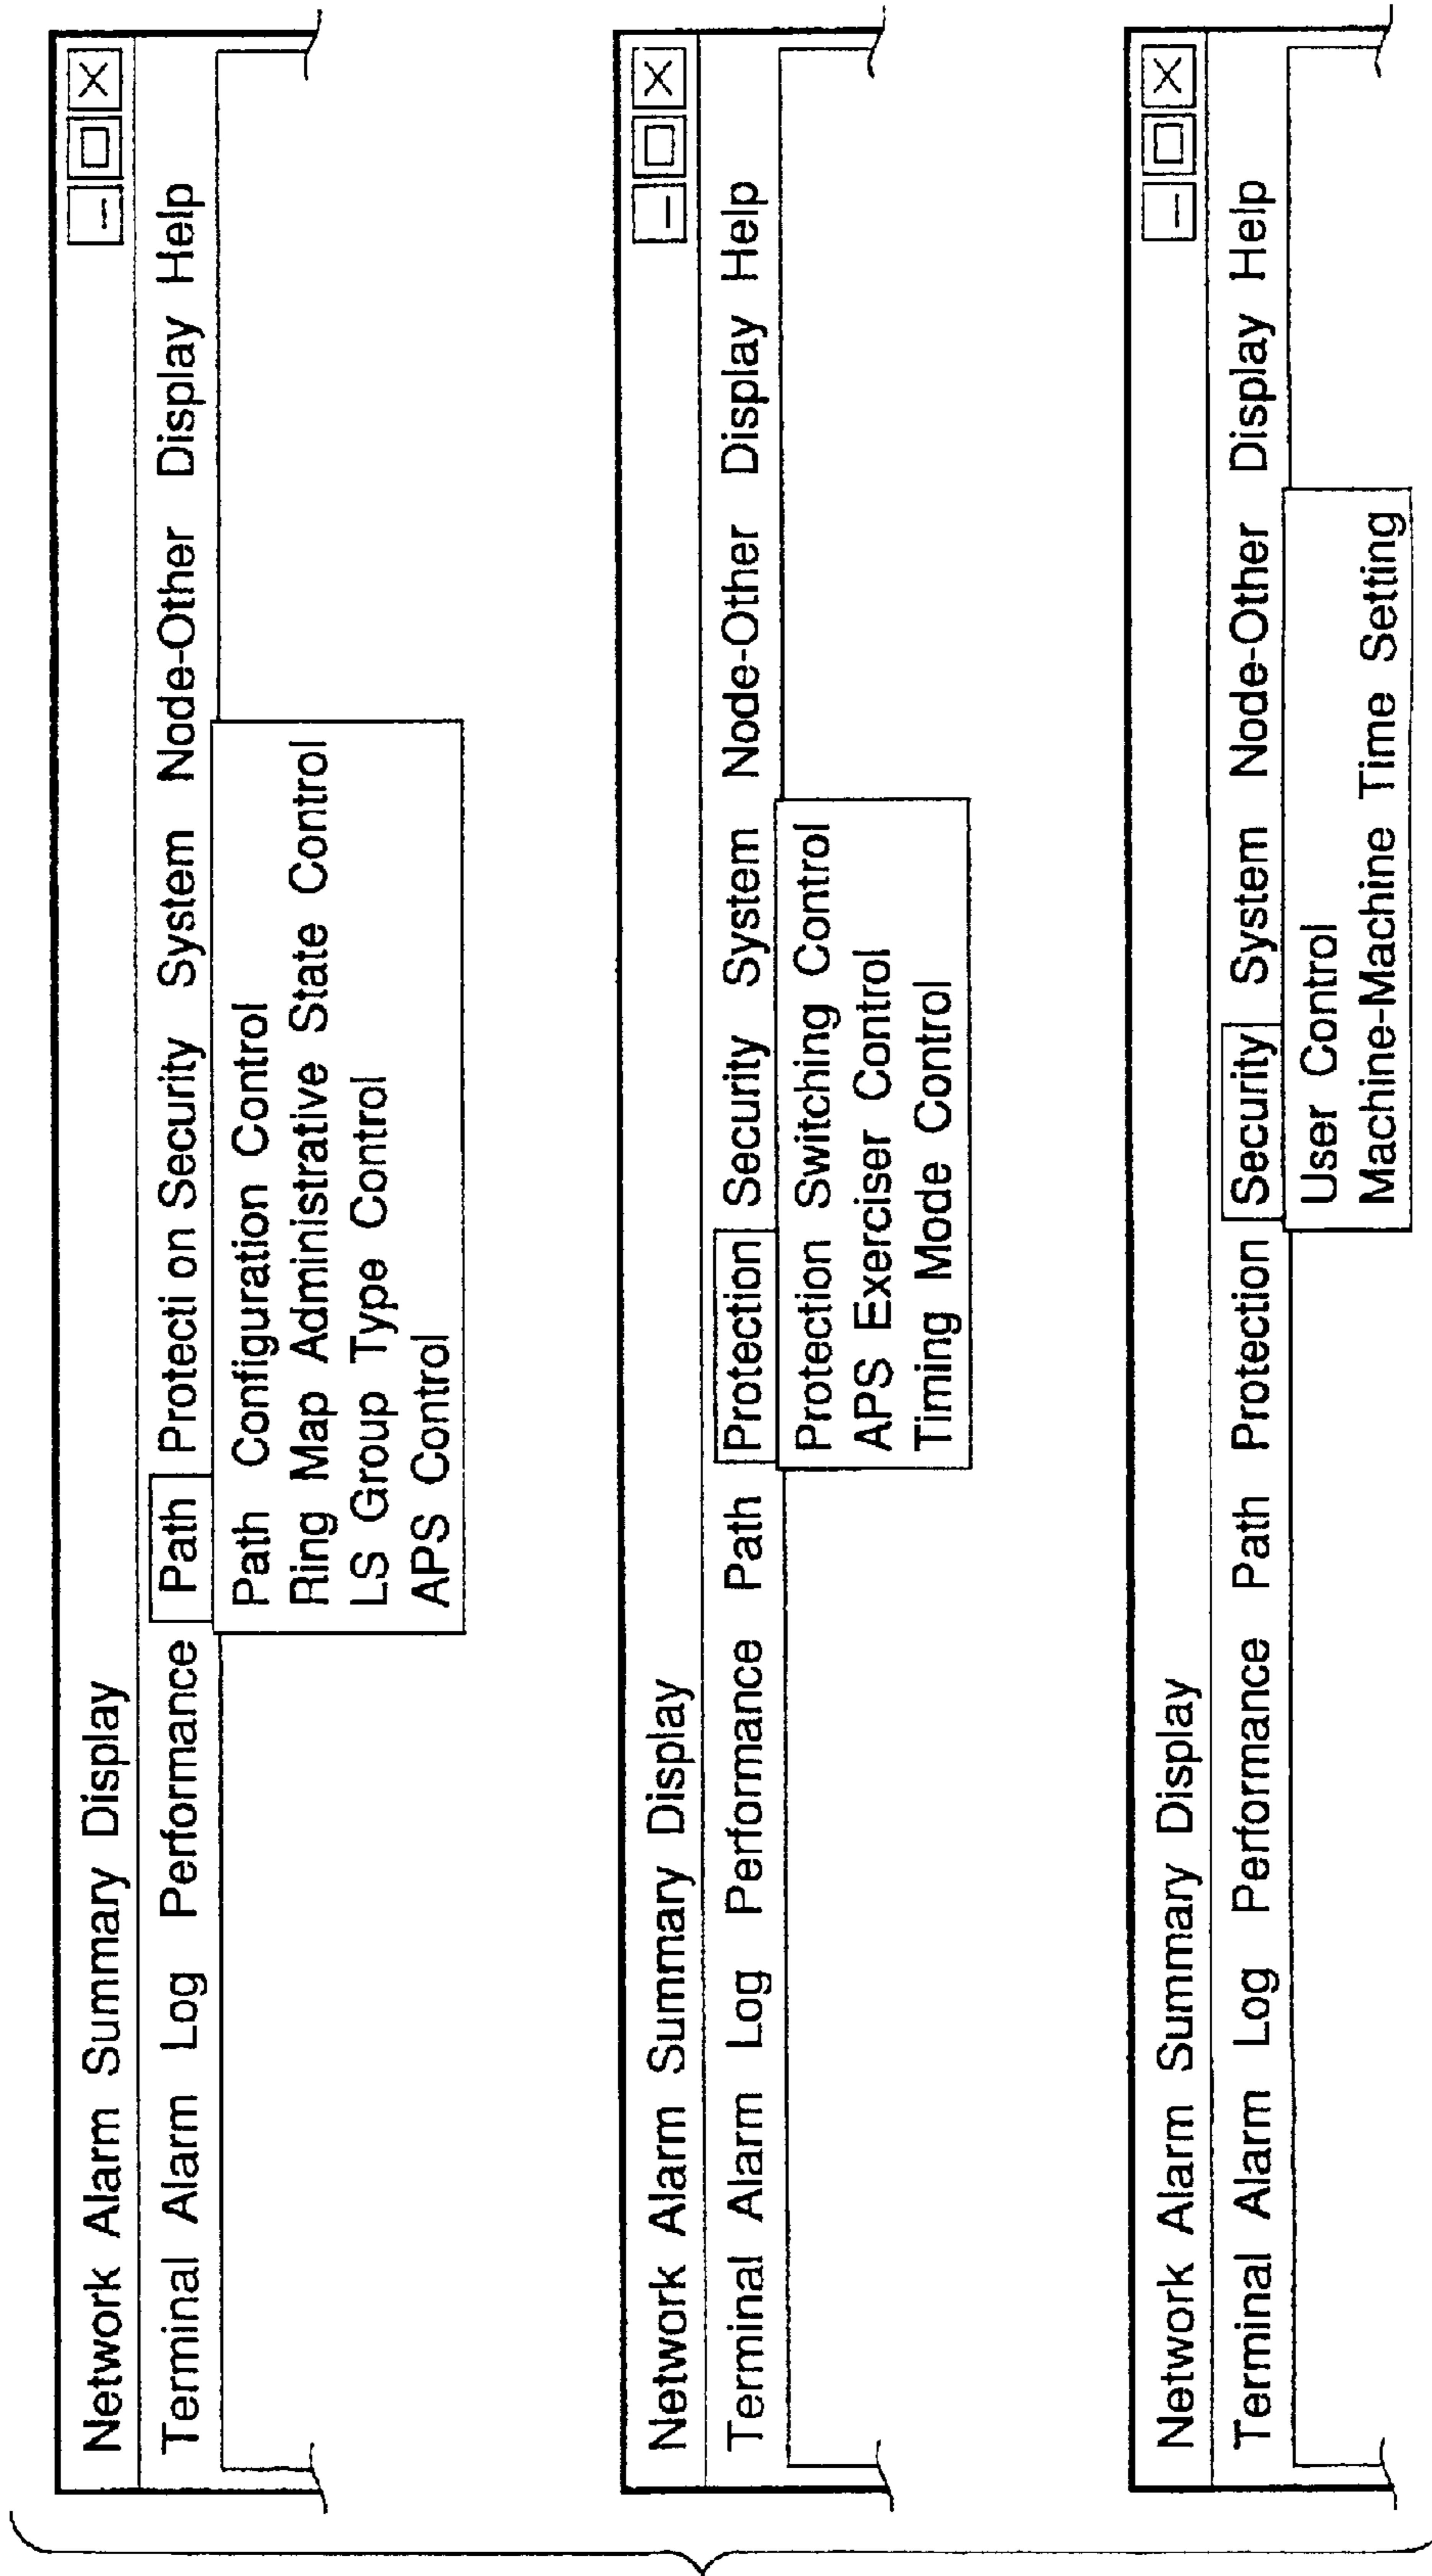 Network Alarm Summary Display
Terminal Alarm Log Performance Path Protecti on Security System Node-Other Display Help
Path Configuration Control
Ring Map Administrative State Control
LS Group Type Control
APS Control
Network Alarm Summary Display
Terminal Alarm Log Performance Path Protection Security System Node-Other Display Help
Protection Switching Control
APS Exerciser Control
Timing Mode Control
Network Alarm Summary Display
Terminal Alarm Log Performance Path Protection Security System Node-Other Display Help
User Control
Machine-Machine Time Setting